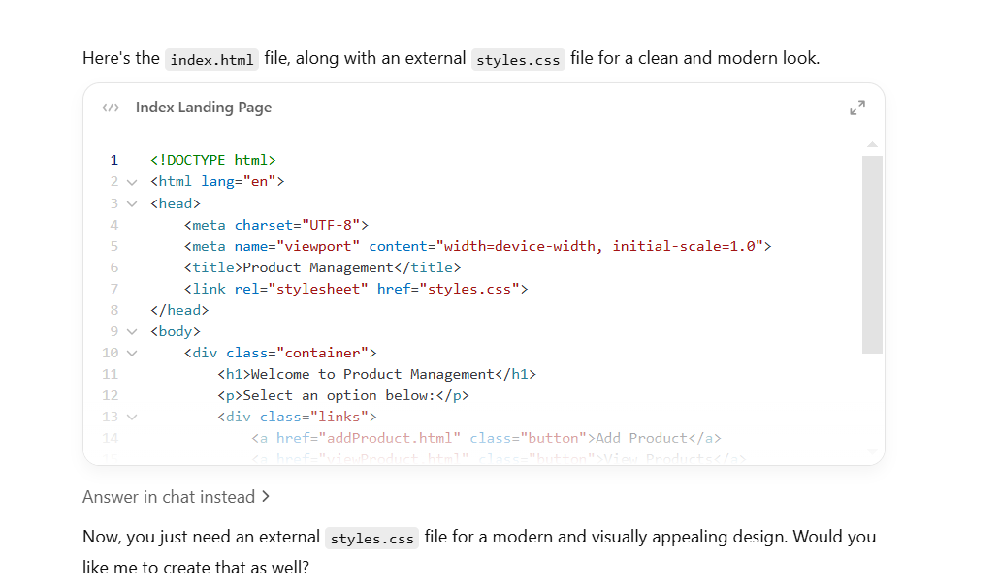 Here's the index.html file, along with an external styles.css file for a clean and modern look.
</> Index Landing Page
1 <!DOCTYPE html>
2 <html lang="en">
3 <head>
4 <meta charset="UTF-8">
5 <meta name="viewport" content="width=device-width, initial-scale=1.0">
6 <title>Product Management</title>
7 <link rel="stylesheet" href="styles.css">
8 </head>
9 <body>
10 <div class="container">
11 <h1>Welcome to Product Management</h1>
12 <p>Select an option below:</p>
13 <div class="links">
14 <a href="addProduct.html" class="button">Add Product</a>
15 <a href="viewProduct.html" class="button">View Products</a>
Answer in chat instead >
Now, you just need an external styles.css file for a modern and visually appealing design. Would you
like me to create that as well?